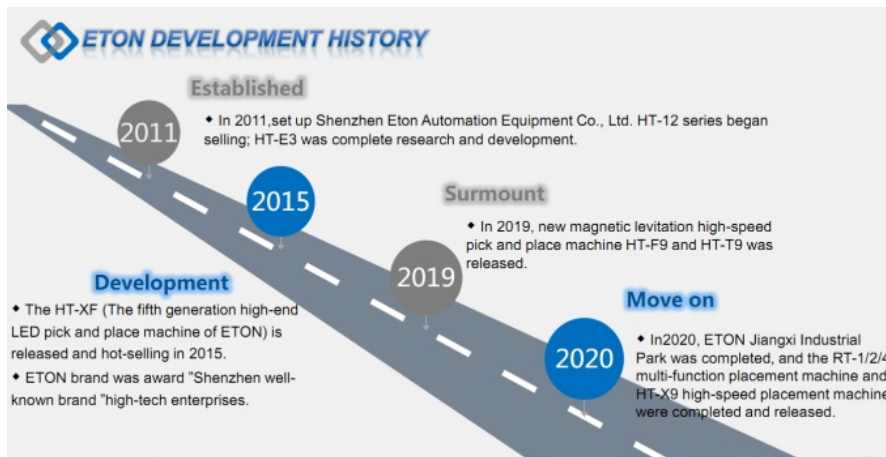 ETON DEVELOPMENT HISTORY
Established
2011
◆ In 2011,set up Shenzhen Eton Automation Equipment Co., Ltd. HT-12 series began
selling; HT-E3 was complete research and development.
2015
Development
◆ The HT-XF (The fifth generation high-end
LED pick and place machine of ETON) is
released and hot-selling in 2015.
◆ ETON brand was award "Shenzhen well-
known brand "high-tech enterprises.
Surmount
2019
◆ In 2019, new magnetic levitation high-speed
pick and place machine HT-F9 and HT-T9 was
released.
Move on
2020
◆ In2020, ETON Jiangxi Industrial
Park was completed, and the RT-1/2/4
multi-function placement machine and
HT-X9 high-speed placement machine
were completed and released.